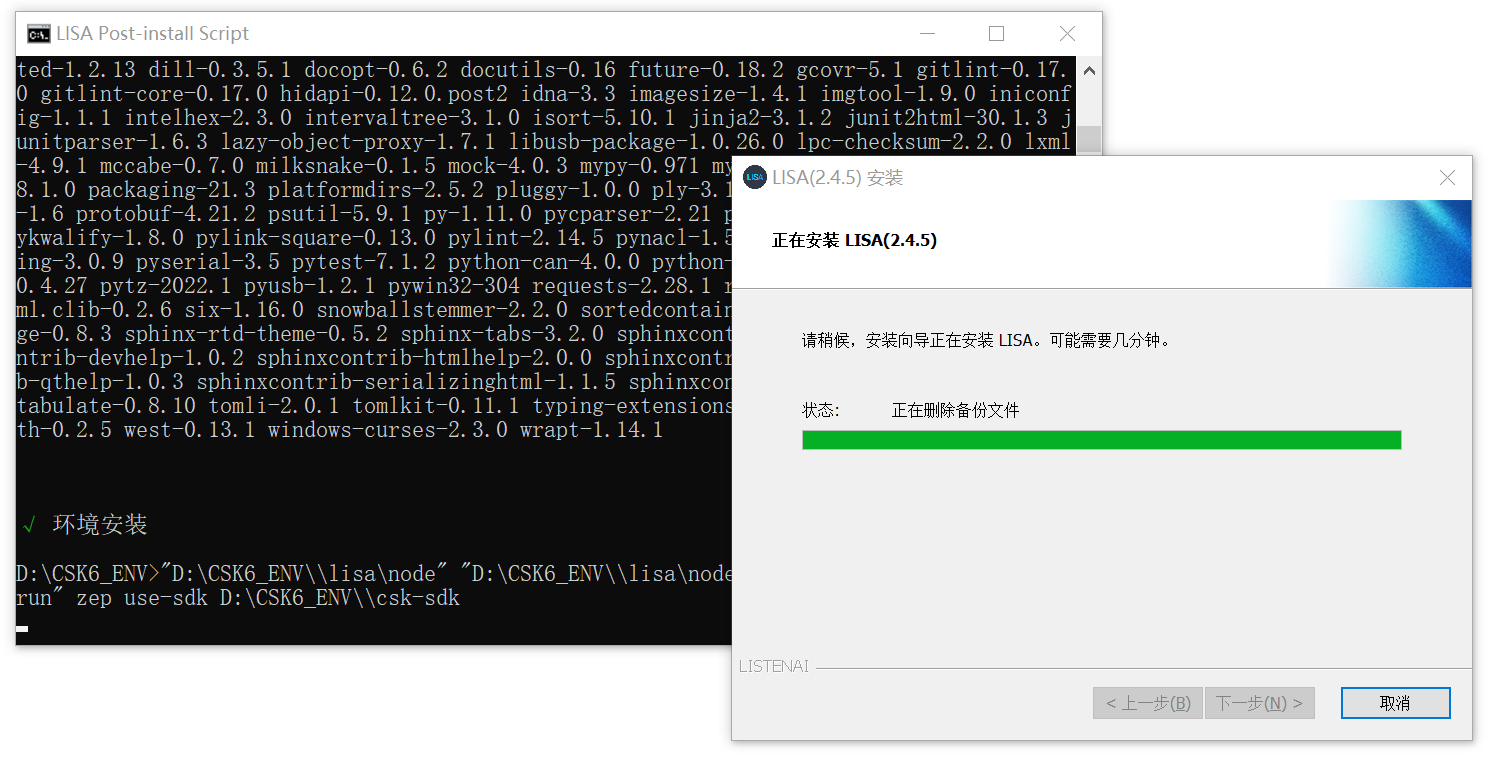 LISA Post-install Script
ted-1.2.13 dill-0.3.5.1 docopt-0.6.2 docutils-0.16 future-0.18.2 gcovr-5.1 gitlint-0.17.
0 gitlint-core-0.17.0 hidapi-0.12.0.post2 idna-3.3 imagesize-1.4.1 imgtool-1.9.0 iniconf
ig-1.1.1 intelhex-2.3.0 intervaltree-3.1.0 isort-5.10.1 jinja2-3.1.2 junit2html-30.1.3 j
unitparser-1.6.3 lazy-object-proxy-1.7.1 libusb-package-1.0.26.0 lpc-checksum-2.2.0 lxml
-4.9.1 mccabe-0.7.0 milksnake-0.1.5 mock-4.0.3 mypy-0.971 my
8.1.0 packaging-21.3 platformdirs-2.5.2 pluggy-1.0.0 ply-3.1
-1.6 protobuf-4.21.2 psutil-5.9.1 py-1.11.0 pycparser-2.21 p
ykwalify-1.8.0 pylink-square-0.13.0 pylint-2.14.5 pynacl-1.5
ing-3.0.9 pyserial-3.5 pytest-7.1.2 python-can-4.0.0 python-
0.4.27 pytz-2022.1 pyusb-1.2.1 pywin32-304 requests-2.28.1 r
ml.clib-0.2.6 six-1.16.0 snowballstemmer-2.2.0 sortedcontain
ge-0.8.3 sphinx-rtd-theme-0.5.2 sphinx-tabs-3.2.0 sphinxcont
ntrib-devhelp-1.0.2 sphinxcontrib-htmlhelp-2.0.0 sphinxcontr
b-qthelp-1.0.3 sphinxcontrib-serializinghtml-1.1.5 sphinxcon
tabulate-0.8.10 tomli-2.0.1 tomlkit-0.11.1 typing-extensions
th-0.2.5 west-0.13.1 windows-curses-2.3.0 wrapt-1.14.1
√ 环境安装
D:\CSK6_ENV>"D:\CSK6_ENV\\lisa\node" "D:\CSK6_ENV\\lisa\node
run" zep use-sdk D:\CSK6_ENV\\csk-sdk
LISA LISA(2.4.5) 安装
正在安装 LISA(2.4.5)
请稍候，安装向导正在安装 LISA。可能需要几分钟。
状态: 正在删除备份文件
LISTENAI
< 上一步(B) 下一步(N) > 取消